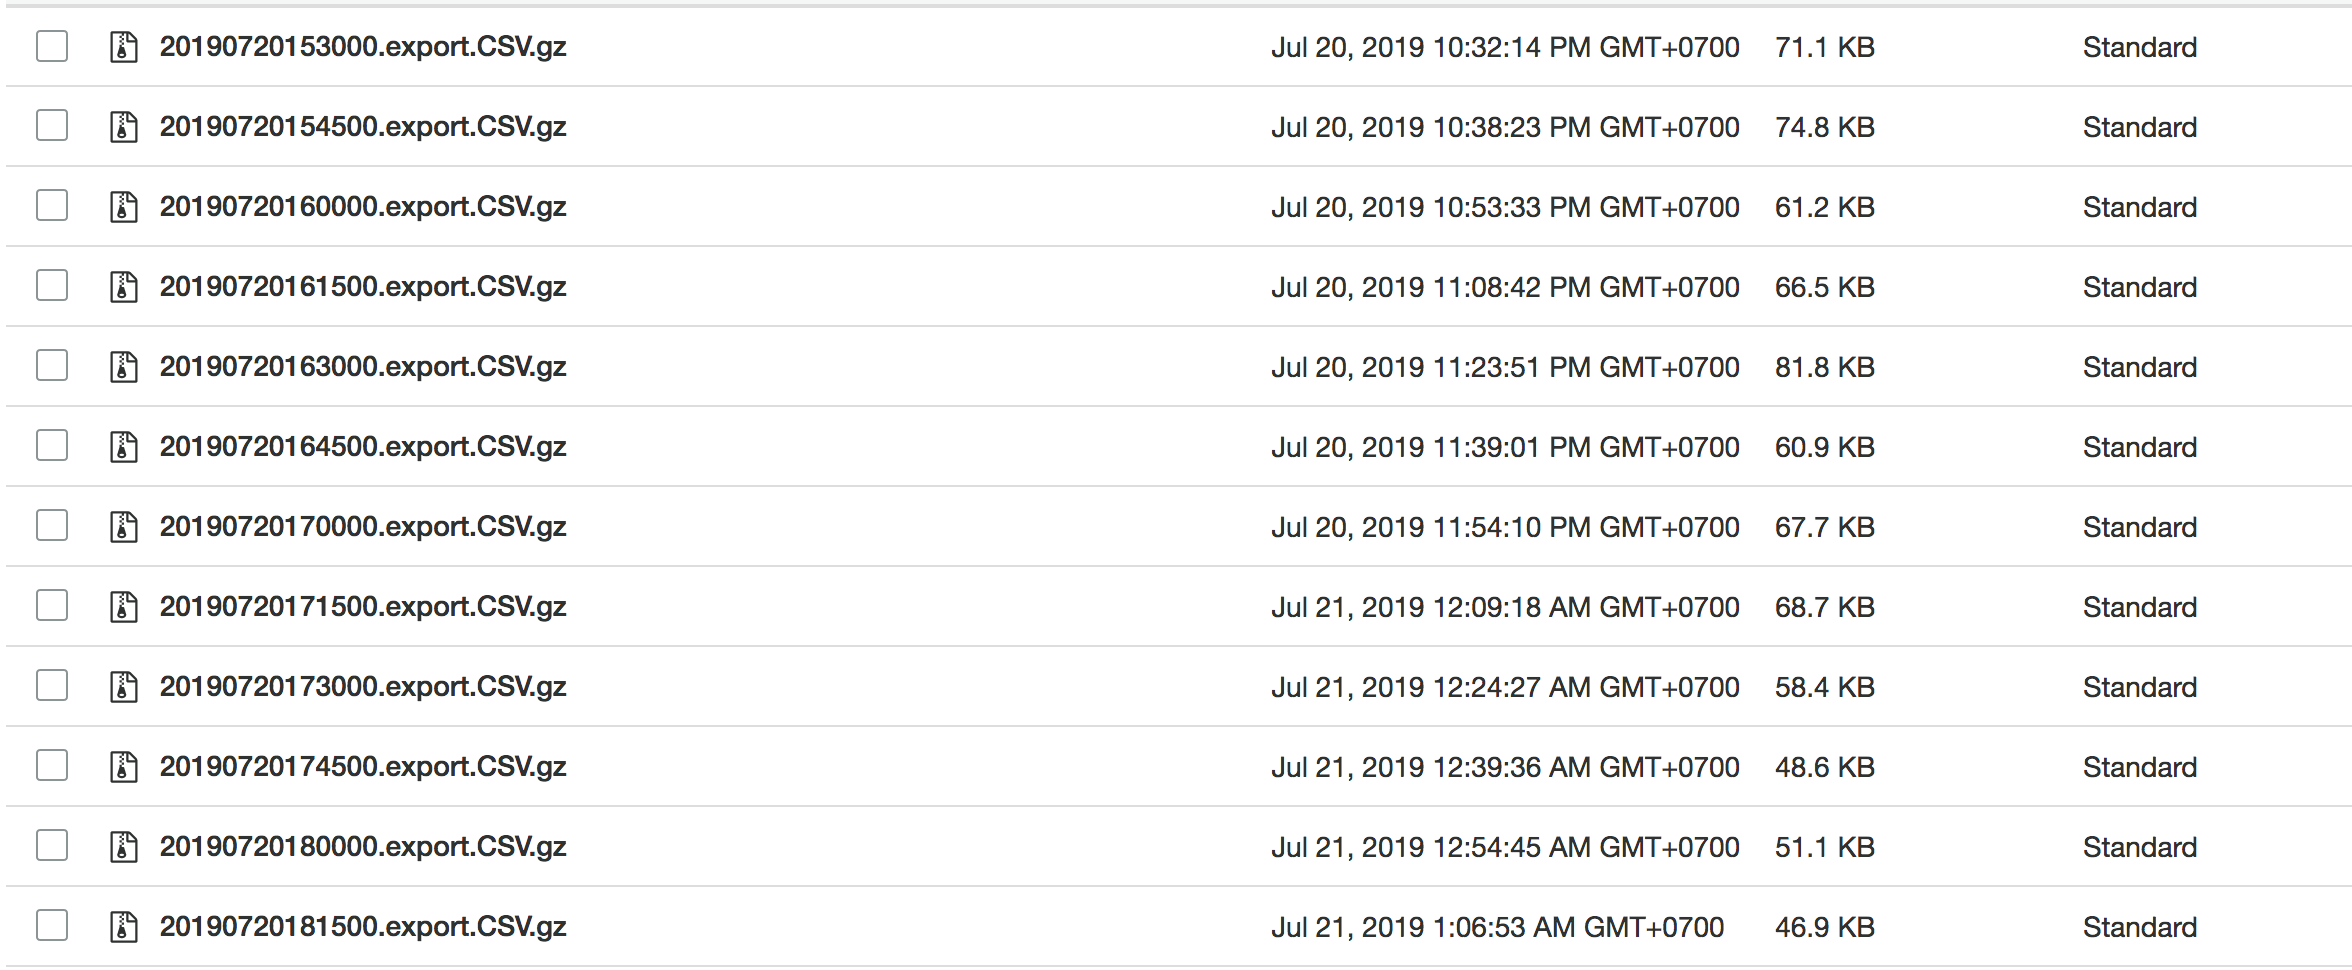 20190720153000.export.CSV.gz Jul 20, 2019 10:32:14 PM GMT+0700 71.1 KB Standard
20190720154500.export.CSV.gz Jul 20, 2019 10:38:23 PM GMT+0700 74.8 KB Standard
20190720160000.export.CSV.gz Jul 20, 2019 10:53:33 PM GMT+0700 61.2 KB Standard
20190720161500.export.CSV.gz Jul 20, 2019 11:08:42 PM GMT+0700 66.5 KB Standard
20190720163000.export.CSV.gz Jul 20, 2019 11:23:51 PM GMT+0700 81.8 KB Standard
20190720164500.export.CSV.gz Jul 20, 2019 11:39:01 PM GMT+0700 60.9 KB Standard
20190720170000.export.CSV.gz Jul 20, 2019 11:54:10 PM GMT+0700 67.7 KB Standard
20190720171500.export.CSV.gz Jul 21, 2019 12:09:18 AM GMT+0700 68.7 KB Standard
20190720173000.export.CSV.gz Jul 21, 2019 12:24:27 AM GMT+0700 58.4 KB Standard
20190720174500.export.CSV.gz Jul 21, 2019 12:39:36 AM GMT+0700 48.6 KB Standard
20190720180000.export.CSV.gz Jul 21, 2019 12:54:45 AM GMT+0700 51.1 KB Standard
20190720181500.export.CSV.gz Jul 21, 2019 1:06:53 AM GMT+0700 46.9 KB Standard